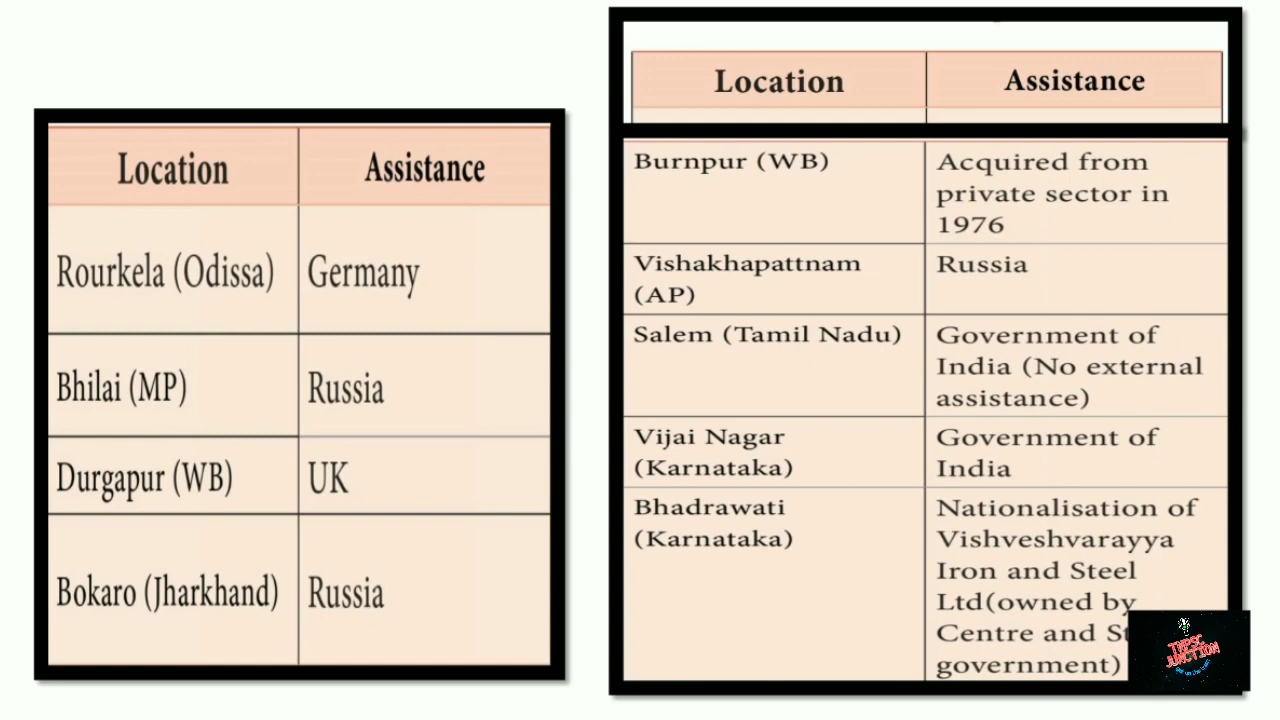 Location Assistance
Rourkela (Odissa) Germany
Bhilai (MP) Russia
Durgapur (WB) UK
Bokaro (Jharkhand) Russia
Location Assistance
Burnpur (WB) Acquired from
private sector in
1976
Vishakhapattnam Russia
(AP)
Salem (Tamil Nadu) Government of
India (No external
assistance)
Vijai Nagar Government of
(Karnataka) India
Bhadrawati Nationalisation of
(Karnataka) Vishveshvarayya
Iron and Steel
Ltd(owned by
Centre and
government)
TNPSC
JUNCTION